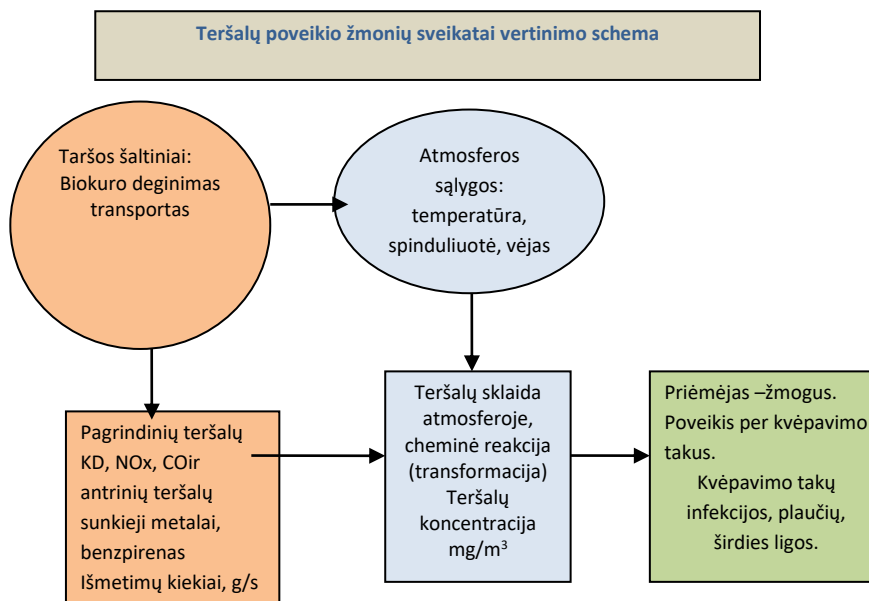 Teršalų poveikio žmonių sveikatai vertinimo schema
Taršos šaltiniai:
Biokuro deginimas
transportas
Atmosferos
sąlygos:
temperatūra,
spinduliuotė, vėjas
Pagrindinių teršalų
KD, NOx, COir
antrinių teršalų
sunkieji metalai,
benzpirenas
Išmetimų kiekiai, g/s
Teršalų sklaida
atmosferoje,
cheminė reakcija
(transformacija)
Teršalų
koncentracija
mg/m³
Priėmėjas –žmogus.
Poveikis per kvėpavimo
takus.
Kvėpavimo takų
infekcijos, plaučių,
širdies ligos.